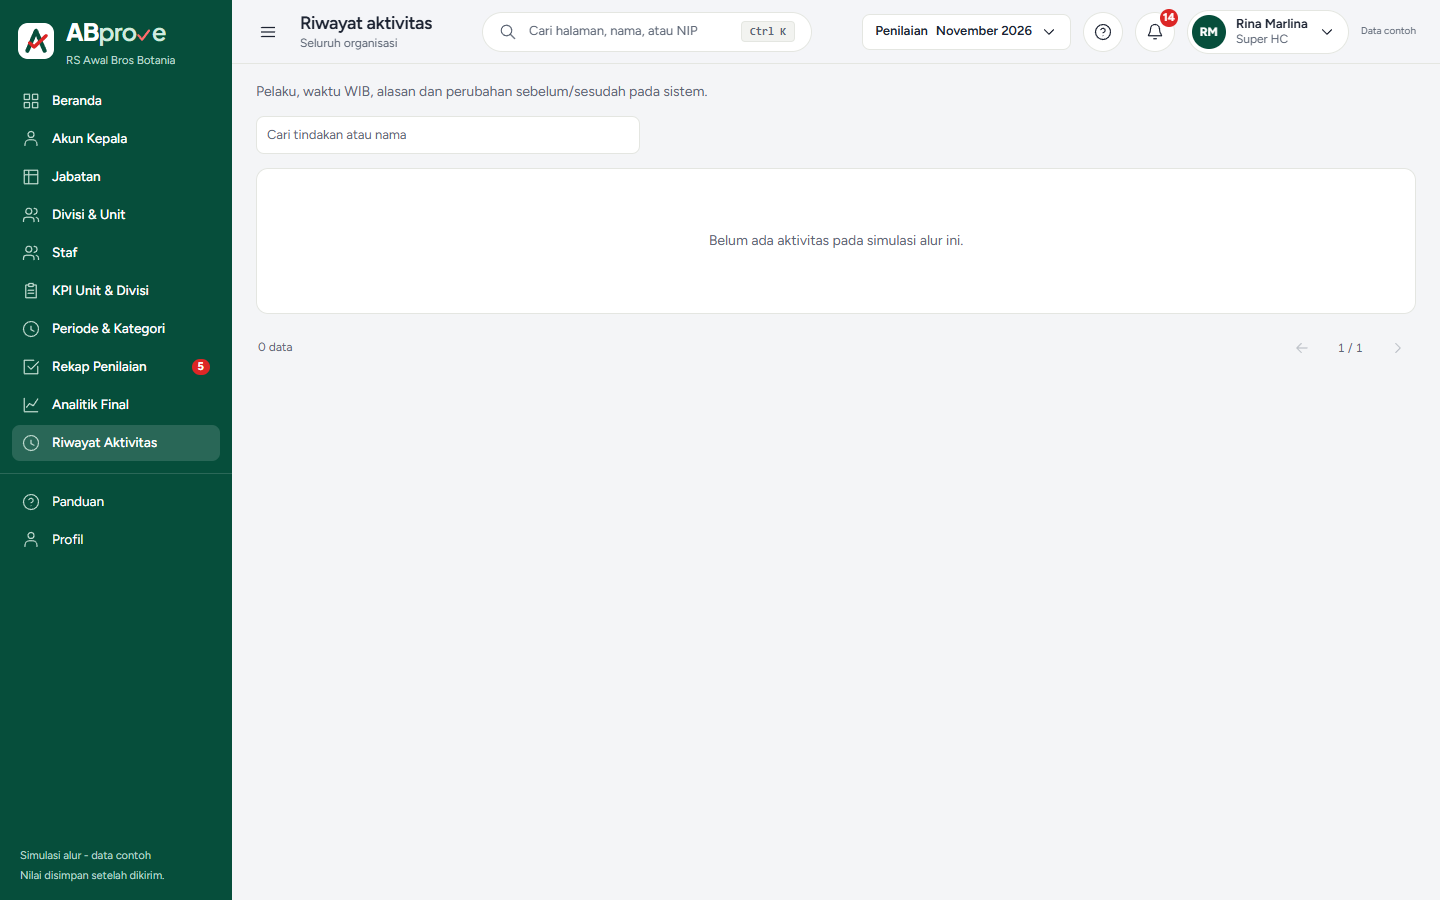 ABprove
RS Awal Bros Botania
Beranda
Akun Kepala
Jabatan
Divisi & Unit
Staf
KPI Unit & Divisi
Periode & Kategori
Rekap Penilaian 5
Analitik Final
Riwayat Aktivitas
Panduan
Profil
Simulasi alur - data contoh
Nilai disimpan setelah dikirim.
Riwayat aktivitas
Seluruh organisasi
Cari halaman, nama, atau NIP Ctrl K
Penilaian November 2026
14
RM
Rina Marlina
Super HC
Data contoh
Pelaku, waktu WIB, alasan dan perubahan sebelum/sesudah pada sistem.
Cari tindakan atau nama
Belum ada aktivitas pada simulasi alur ini.
0 data
1 / 1